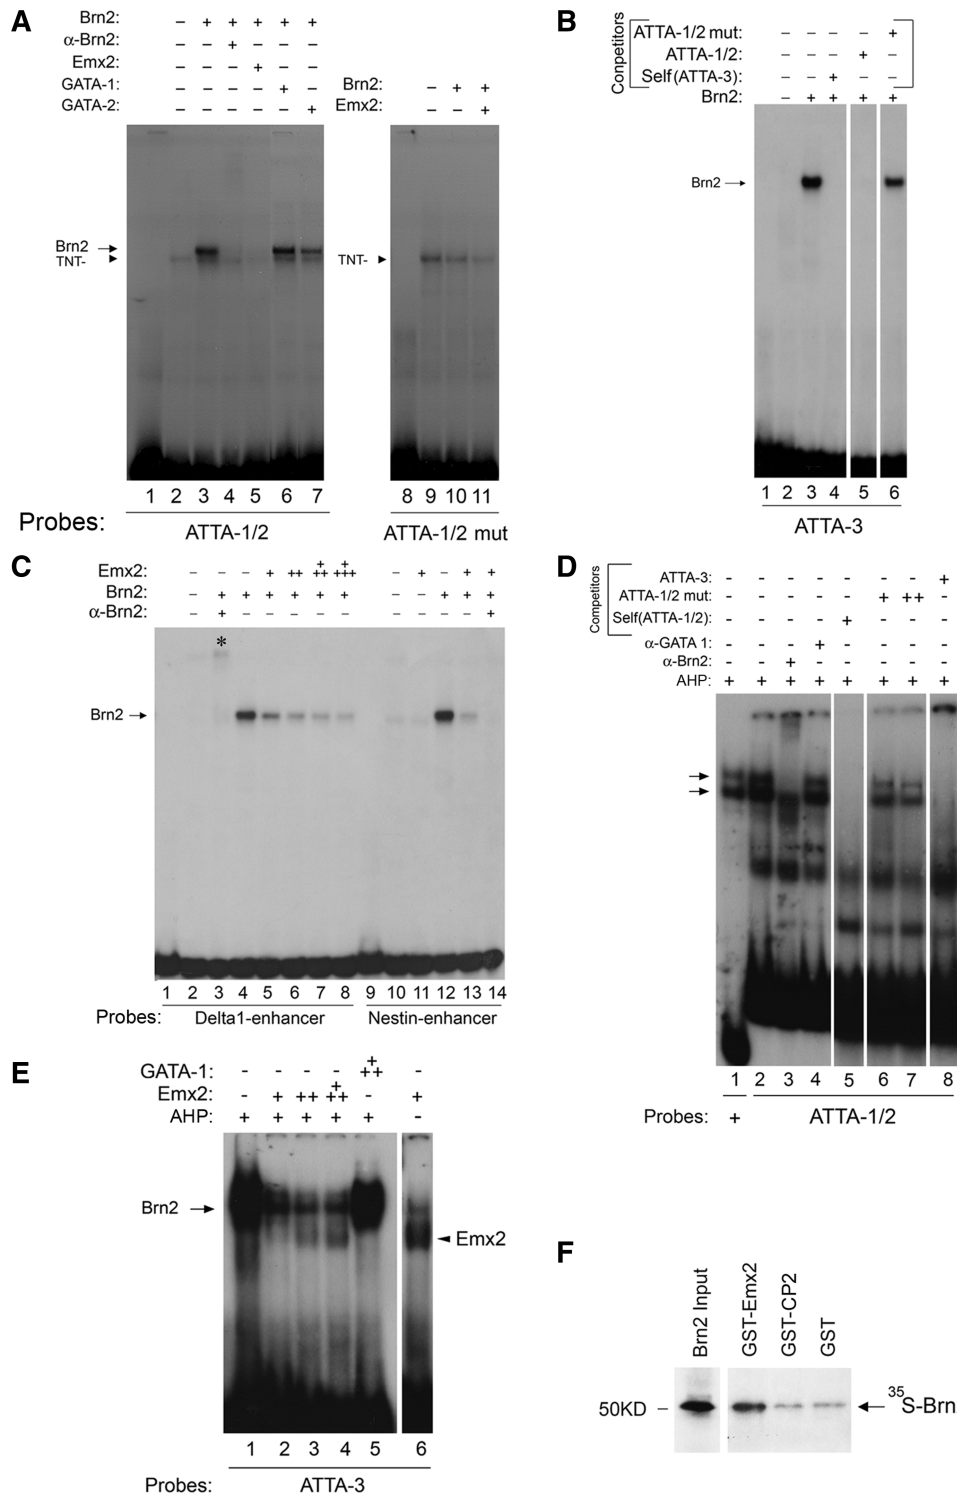 A
Brn2: – + + + + +
α-Brn2: – – + – – –
Emx2: – – – + – –
GATA-1: – – – – + –
GATA-2: – – – – – +
Brn2: – + +
Emx2: – – +
Brn2
TNT-
TNT-
1 2 3 4 5 6 7
8 9 10 11
Probes:
ATTA-1/2
ATTA-1/2 mut
B
Competitors
ATTA-1/2 mut: – – – – +
ATTA-1/2: – – – + –
Self(ATTA-3): – – + – –
Brn2: – + + + +
Brn2
1 2 3 4 5 6
ATTA-3
C
Emx2: – – – + ++ +++ ++++ – + – + +
Brn2: – + + + + + + – – + + +
α-Brn2: – + – – – – – – – – – +
*
Brn2
1 2 3 4 5 6 7 8 9 10 11 12 13 14
Probes:
Delta1-enhancer
Nestin-enhancer
D
Competitors
ATTA-3: - - - - - - - +
ATTA-1/2 mut: - - - - - + ++ -
Self(ATTA-1/2): - - - - + - - -
α-GATA 1: - - - + - - - -
α-Brn2: - - + - - - - -
AHP: + + + + + + + +
1 2 3 4 5 6 7 8
Probes: +
ATTA-1/2
E
GATA-1: - - - - +++ -
Emx2: - + ++ +++ - +
AHP: + + + + + -
Brn2
Emx2
1 2 3 4 5 6
Probes:
ATTA-3
F
Brn2 Input
GST-Emx2
GST-CP2
GST
50KD –
35S-Brn